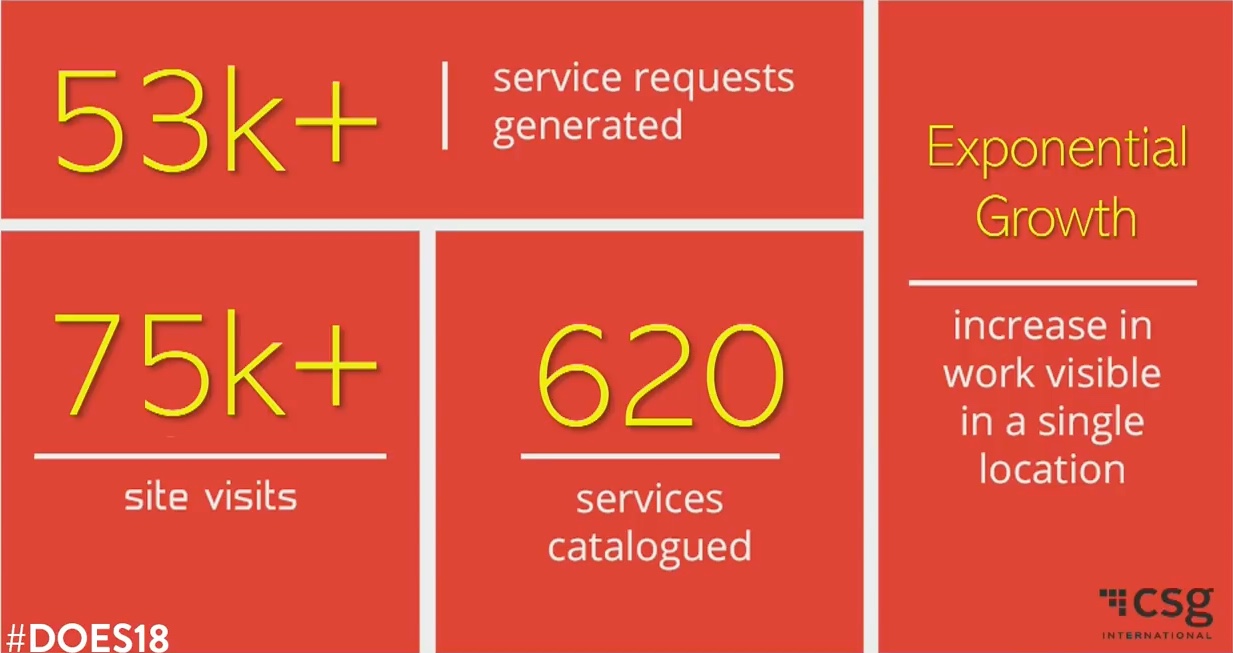 53k+
service requests
generated
75k+
site visits
620
services
catalogued
Exponential
Growth
increase in
work visible
in a single
location
#DOES18
csg
INTERNATIONAL